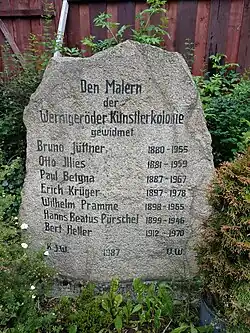 Den Malern
der
Wernigeröder Künstlerkolonie
gewidmet
Bruno Jüttner 1880-1965
Otto Illies 1881-1959
Paul Betyna 1887-1967
Erich Krüger 1897-1978
Wilhelm Pramme 1898-1965
Hanns Beatus Pürschel 1899-1946
Bert Heller 1912-1970
K.J.W. 1987 U.W.